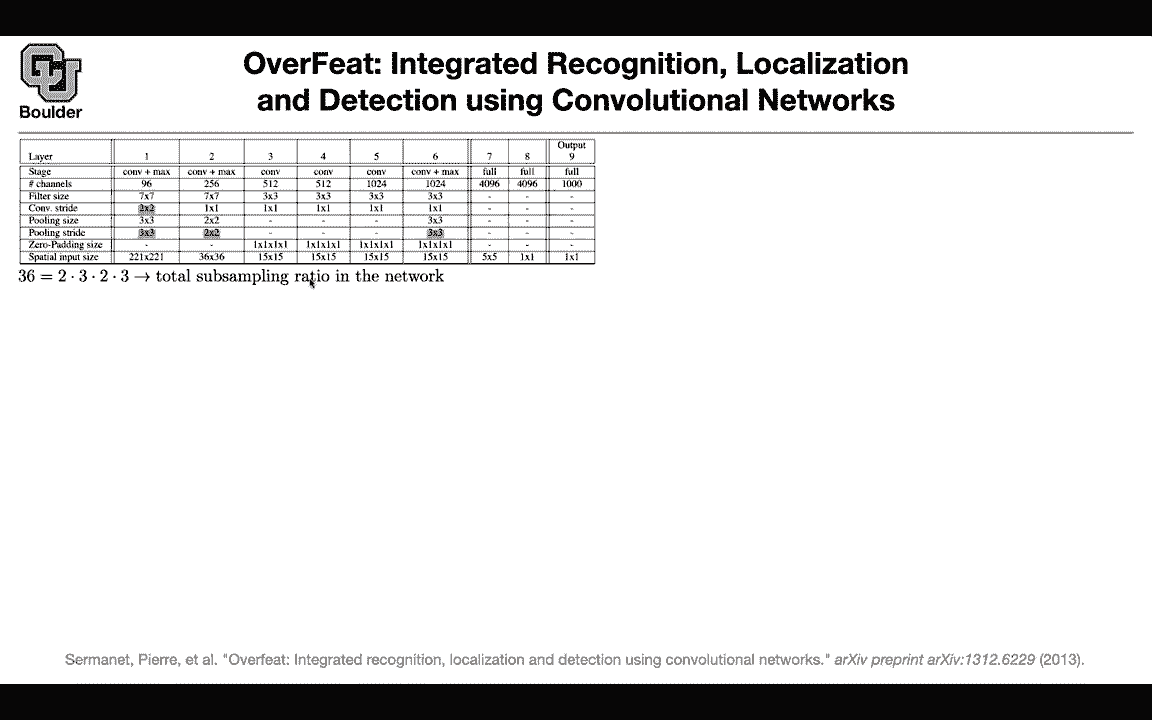 Boulder
OverFeat: Integrated Recognition, Localization
and Detection using Convolutional Networks
Layer 1 2 3 4 5 6 7 8 Output 9
Stage conv + max conv + max conv conv conv conv + max full full full
# channels 96 256 512 512 1024 1024 4096 4096 1000
Filter size 7x7 7x7 3x3 3x3 3x3 3x3 - - -
Conv. stride 2x2 1x1 1x1 1x1 1x1 1x1 - - -
Pooling size 3x3 2x2 - - - 3x3 - - -
Pooling stride 3x3 2x2 - - - 3x3 - - -
Zero-Padding size - - 1x1x1x1 1x1x1x1 1x1x1x1 1x1x1x1 - - -
Spatial input size 221x221 36x36 15x15 15x15 15x15 15x15 5x5 1x1 1x1
36 = 2 · 3 · 2 · 3 → total subsampling ratio in the network
Sermanet, Pierre, et al. "Overfeat: Integrated recognition, localization and detection using convolutional networks." arXiv preprint arXiv:1312.6229 (2013).